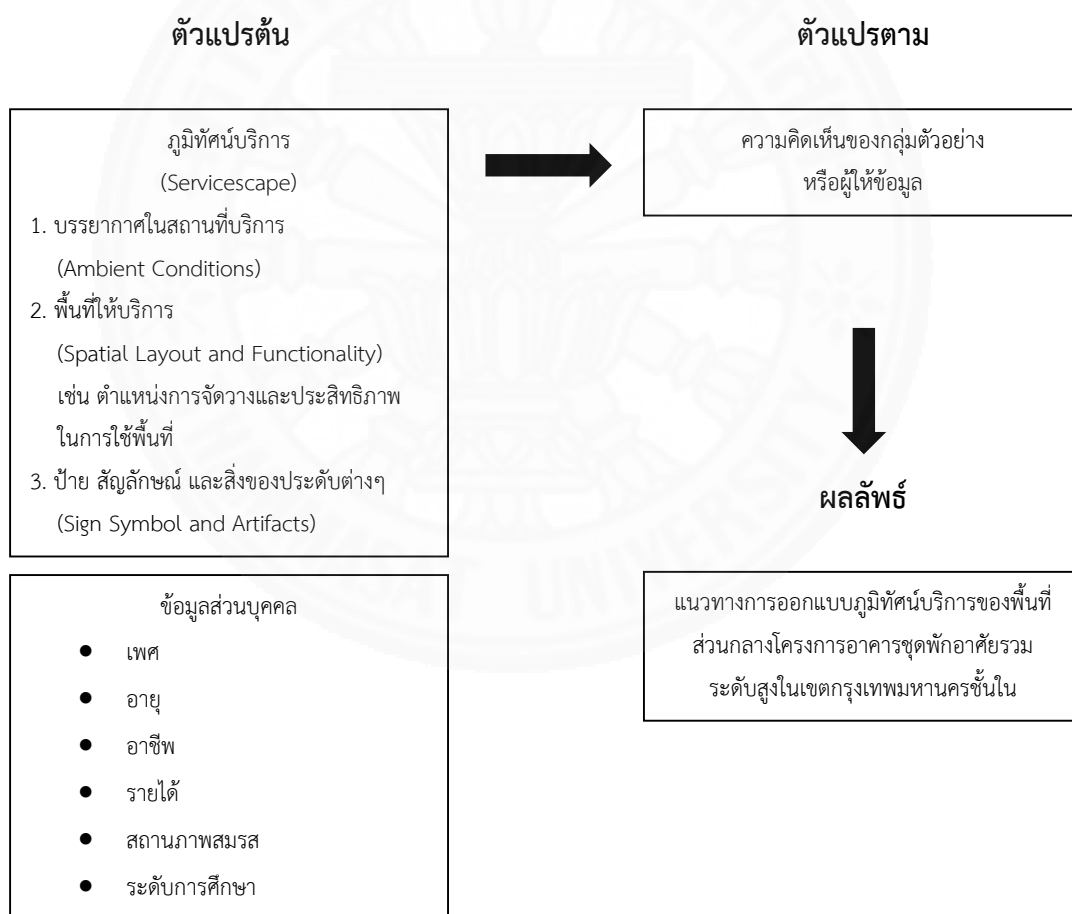 ตัวแปรต้น
ภูมิทัศน์บริการ
(Servicescape)
1. บรรยากาศในสถานที่บริการ
(Ambient Conditions)
2. พื้นที่ให้บริการ
(Spatial Layout and Functionality)
เช่น ตำแหน่งการจัดวางและประสิทธิภาพ
ในการใช้พื้นที่
3. ป้าย สัญลักษณ์ และสิ่งของประดับต่างๆ
(Sign Symbol and Artifacts)
ข้อมูลส่วนบุคคล
● เพศ
● อายุ
● อาชีพ
● รายได้
● สถานภาพสมรส
● ระดับการศึกษา
ตัวแปรตาม
ความคิดเห็นของกลุ่มตัวอย่าง
หรือผู้ให้ข้อมูล
ผลลัพธ์
แนวทางการออกแบบภูมิทัศน์บริการของพื้นที่
ส่วนกลางโครงการอาคารชุดพักอาศัยรวม
ระดับสูงในเขตกรุงเทพมหานครชั้นใน
UNIVERSITY